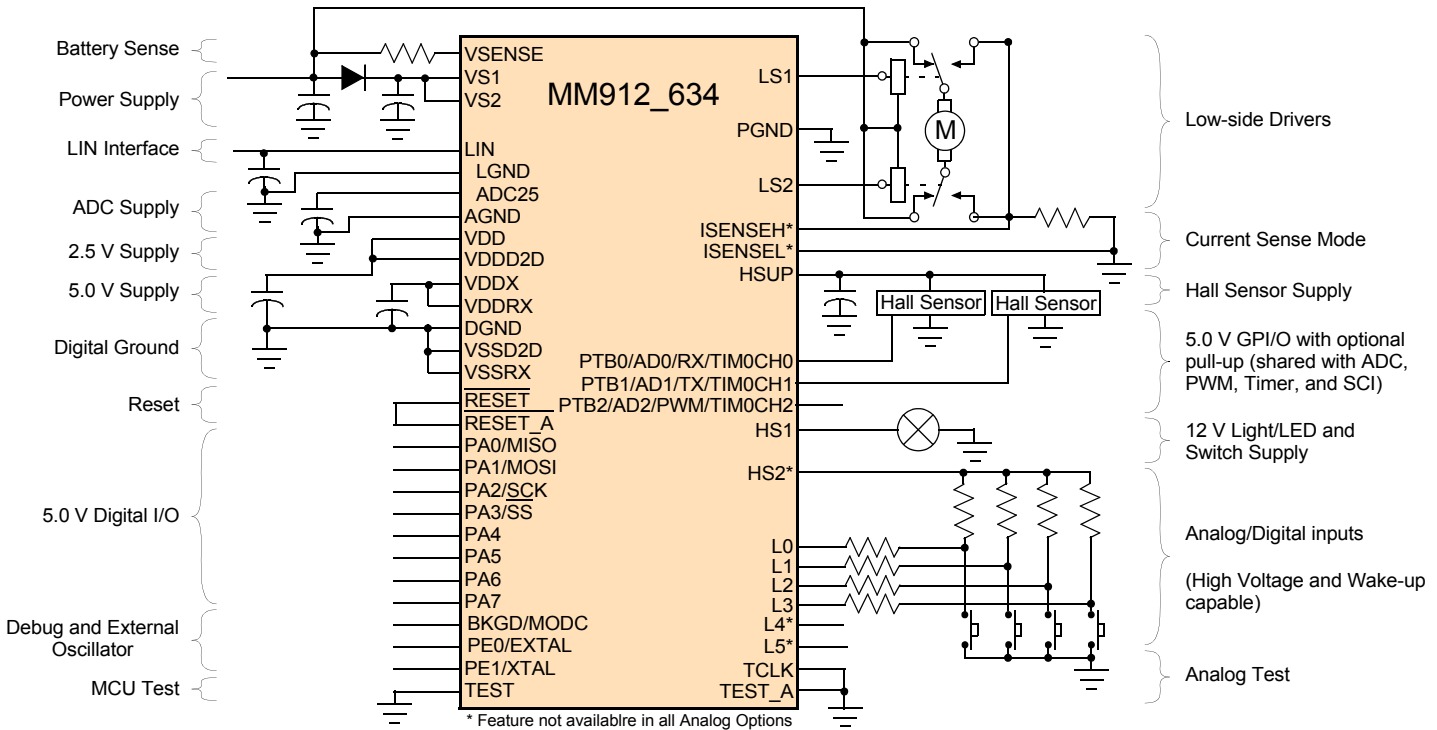 Battery Sense
Power Supply
LIN Interface
ADC Supply
2.5 V Supply
5.0 V Supply
Digital Ground
Reset
5.0 V Digital I/O
Debug and External
Oscillator
MCU Test
MM912_634
VSENSE
VS1
VS2
LIN
LGND
ADC25
AGND
VDD
VDDD2D
VDDX
VDDRX
DGND
VSSD2D
VSSRX
RESET
RESET_A
PA0/MISO
PA1/MOSI
PA2/SCK
PA3/SS
PA4
PA5
PA6
PA7
BKGD/MODC
PE0/EXTAL
PE1/XTAL
TEST
LS1
PGND
LS2
ISENSEH*
ISENSEL*
HSUP
PTB0/AD0/RX/TIM0CH0
PTB1/AD1/TX/TIM0CH1
PTB2/AD2/PWM/TIM0CH2
HS1
HS2*
L0
L1
L2
L3
L4*
L5*
TCLK
TEST_A
* Feature not availablre in all Analog Options
M
Hall Sensor
Hall Sensor
Low-side Drivers
Current Sense Mode
Hall Sensor Supply
5.0 V GPI/O with optional
pull-up (shared with ADC,
PWM, Timer, and SCI)
12 V Light/LED and
Switch Supply
Analog/Digital inputs
(High Voltage and Wake-up
capable)
Analog Test